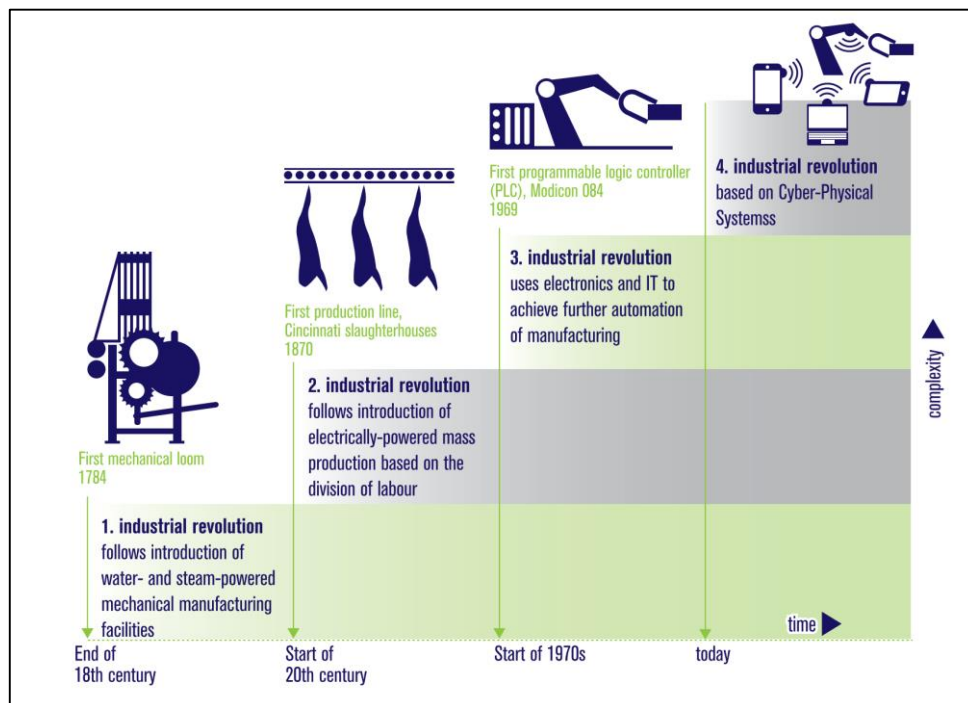 First mechanical loom
1784
1. industrial revolution
follows introduction of
water- and steam-powered
mechanical manufacturing
facilities
End of
18th century
First production line,
Cincinnati slaughterhouses
1870
2. industrial revolution
follows introduction of
electrically-powered mass
production based on the
division of labour
Start of
20th century
First programmable logic controller
(PLC), Modicon 084
1969
3. industrial revolution
uses electronics and IT to
achieve further automation
of manufacturing
Start of 1970s
4. industrial revolution
based on Cyber-Physical
Systemss
today
time
complexity